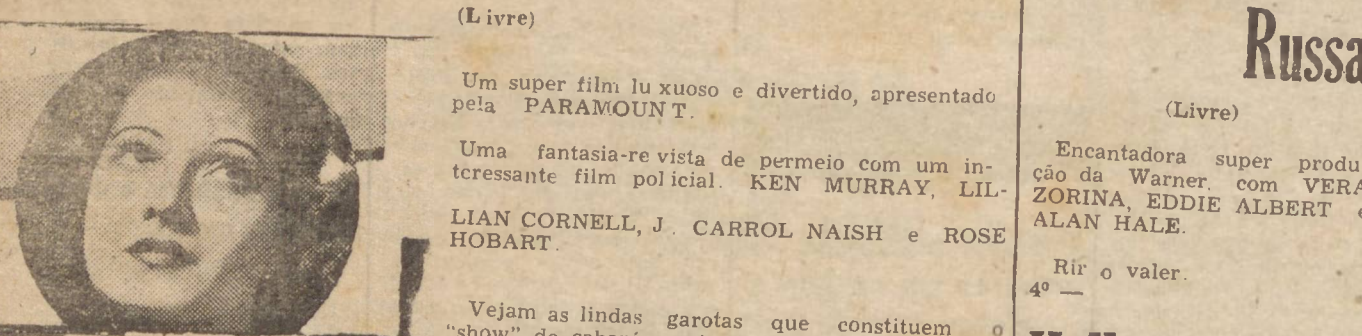 (L ivre)
Um super film lu xuoso e divertido, apresentado
pela PARAMOUN T.
Uma fantasia-re vista de permeio com um in-
teressante film pol icial. KEN MURRAY, LIL-
LIAN CORNELL, J. CARROL NAISH e ROSE
HOBART.
Vejam as lindas garotas que constituem o
"show" do
Russa
(Livre)
Encantadora super produ
ção da Warner. com VERA
ZORINA, EDDIE ALBERT e
ALAN HALE.
Rir o valer.
4º —